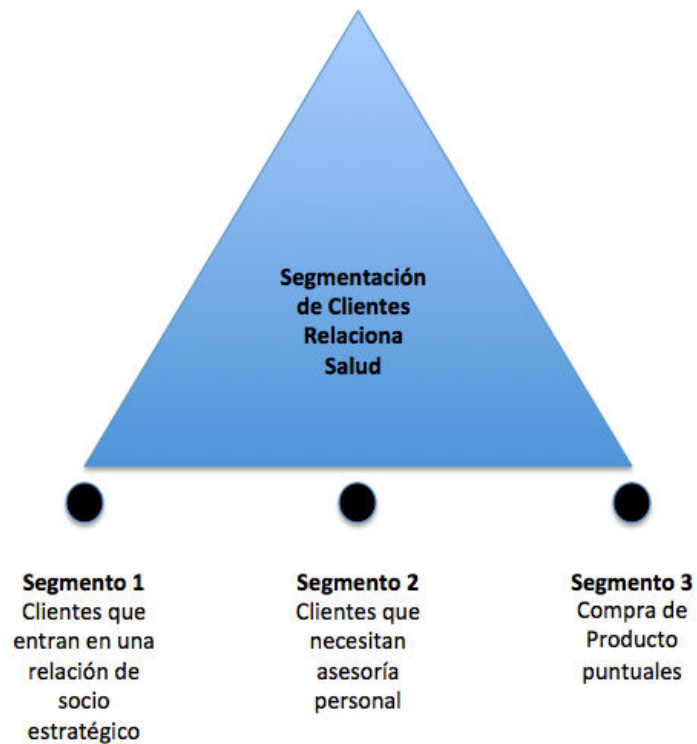 Segmentación
de Clientes
Relaciona
Salud
Segmento 1
Clientes que
entran en una
relación de
socio
estratégico
Segmento 2
Clientes que
necesitan
asesoría
personal
Segmento 3
Compra de
Producto
puntuales